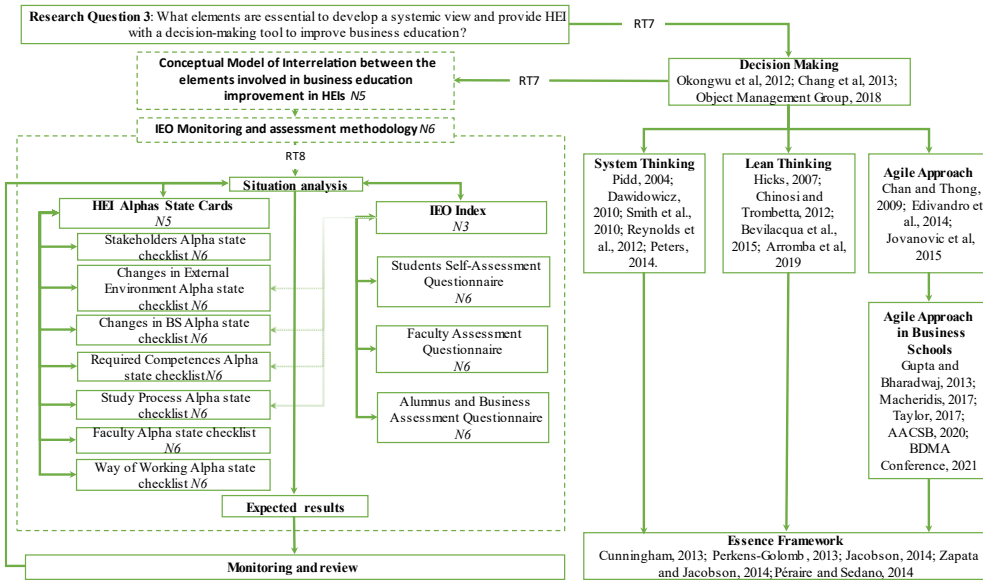 Research Question 3: What elements are essential to develop a systemic view and provide HEI
with a decision-making tool to improve business education?
RT7
Conceptual Model of Interrelation between the
elements involved in business education
improvement in HEIs N5
RT7
Decision Making
Okongwu et al, 2012; Chang et al, 2013;
Object Management Group, 2018
IEO Monitoring and assessment methodology N6
RT8
Situation analysis
HEI Alphas State Cards
N5
Stakeholders Alpha state
checklist N6
Changes in External
Environment Alpha state
checklist N6
Changes in BS Alpha state
checklist N6
Required Competences Alpha
state checklist N6
Study Process Alpha state
checklist N6
Faculty Alpha state checklist
N6
Way of Working Alpha state
checklist N6
IEO Index
N3
Students Self-Assessment
Questionnaire
N6
Faculty Assessment
Questionnaire
N6
Alumnus and Business
Assessment Questionnaire
N6
Expected results
Monitoring and review
System Thinking
Pidd, 2004;
Dawidowicz,
2010; Smith et al.,
2010; Reynolds et
al., 2012; Peters,
2014.
Lean Thinking
Hicks, 2007;
Chinosi and
Trombetta, 2012;
Bevilacqua et al.,
2015; Arromba et al,
2019
Agile Approach
Chan and Thong,
2009; Edivandro et
al, 2014;
Jovanovic et al,
2015
Agile Approach
in Business
Schools
Gupta and
Bharadwaj, 2013;
Macheridis, 2017;
Taylor, 2017;
AACSB, 2020;
BDMA
Conference, 2021
Essence Framework
Cunningham, 2013; Perkens-Golomb, 2013; Jacobson, 2014; Zapata
and Jacobson, 2014; Péraire and Sedano, 2014